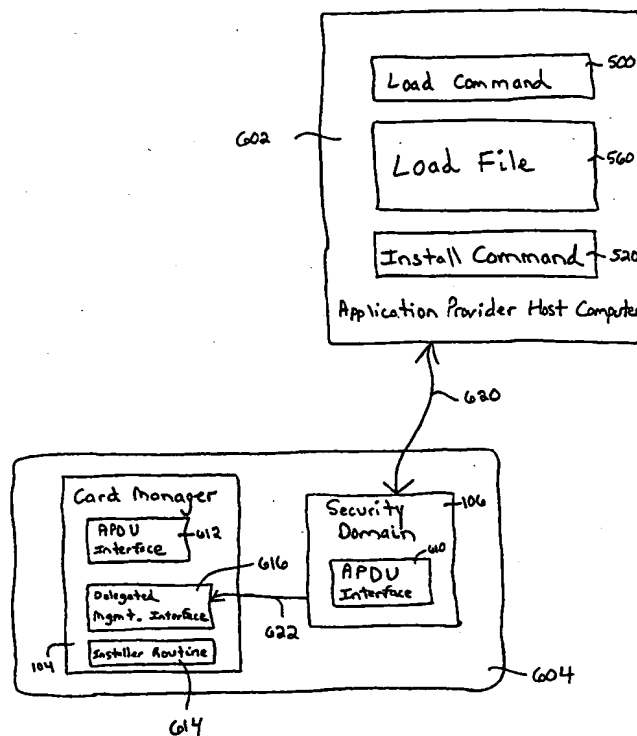 Load Command
500
602
Load File
560
Install Command
520
Application Provider Host Computer
620
Card Manager
APDU
Interface
612
Security
Domain
106
610
APDU
Interface
616
Delegated
Mgmt. Interface
622
104
Installer Routine
604
614